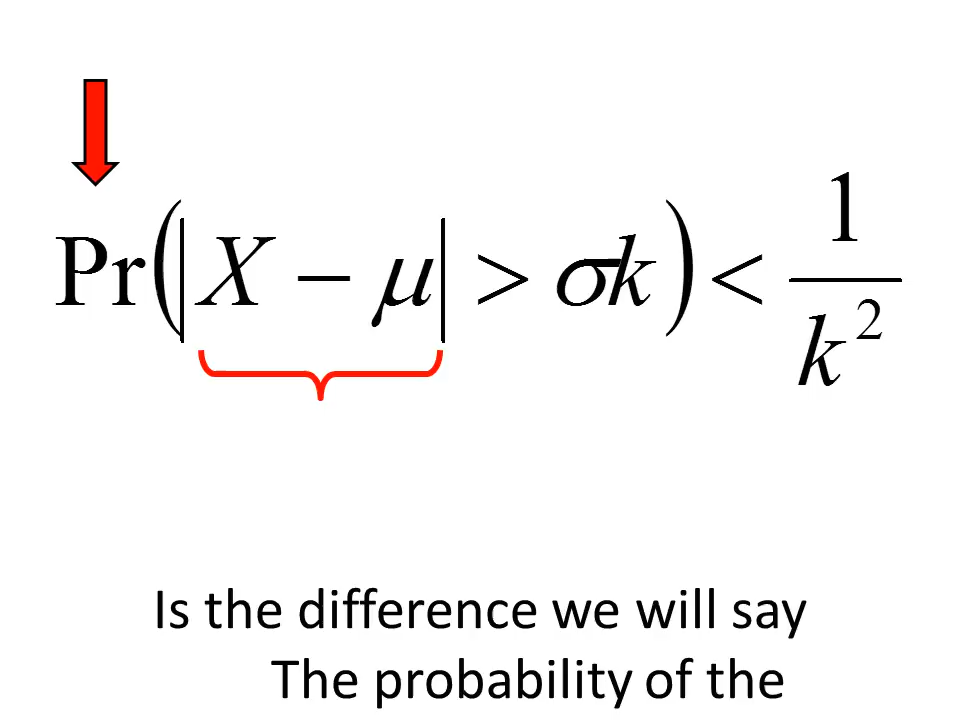 Pr(|X − μ| > σk) < 1/k²
Is the difference we will say
The probability of the